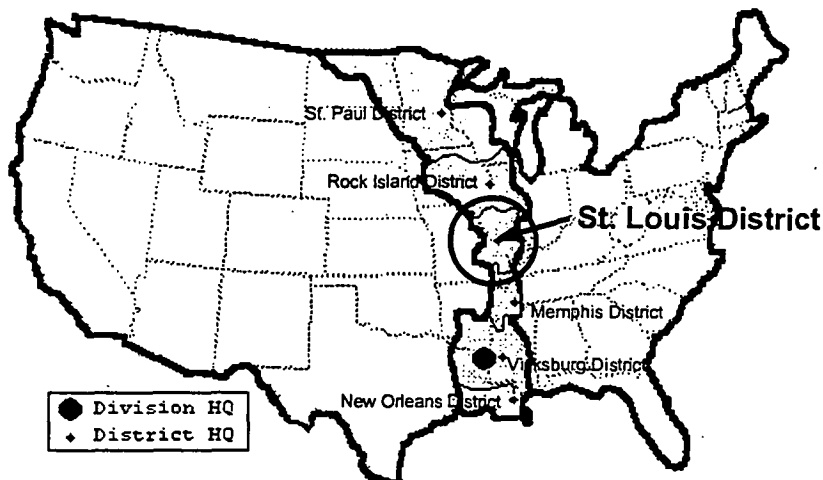 St. Paul District
Rock Island District
St. Louis District
Memphis District
Vicksburg District
New Orleans District
Division HQ
District HQ